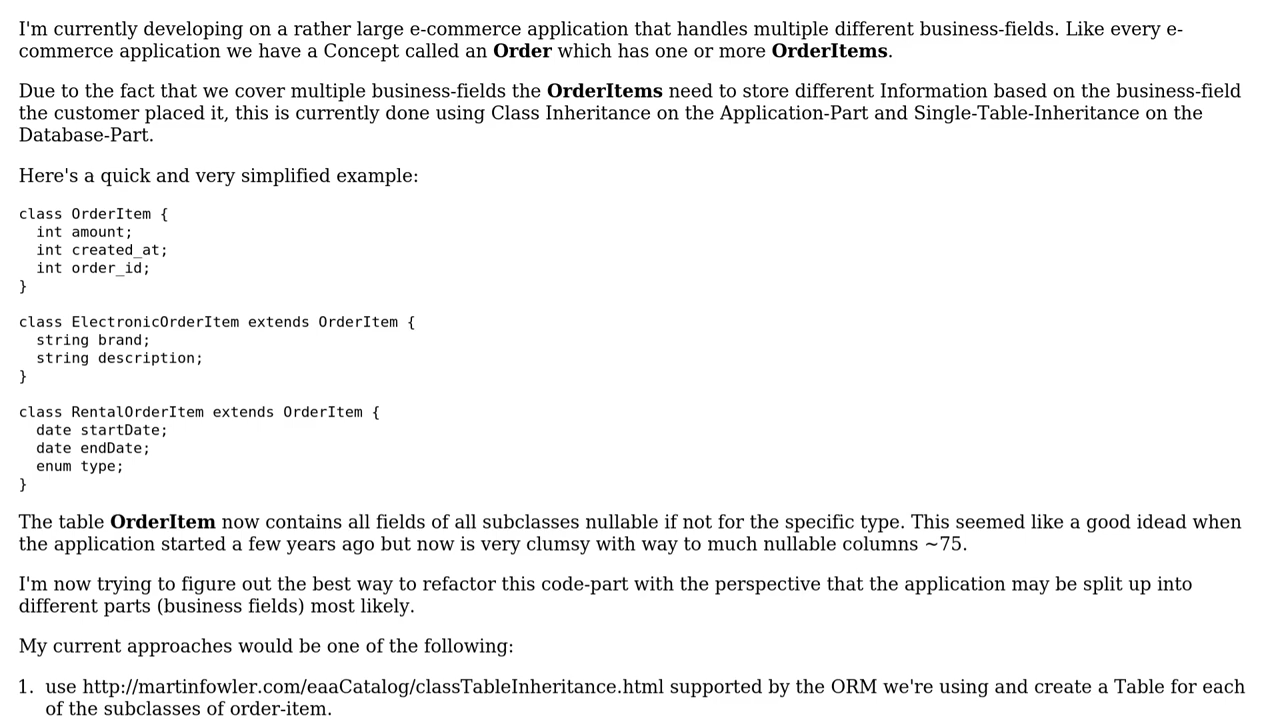 I'm currently developing on a rather large e-commerce application that handles multiple different business-fields. Like every e-
commerce application we have a Concept called an Order which has one or more OrderItems.
Due to the fact that we cover multiple business-fields the OrderItems need to store different Information based on the business-field
the customer placed it, this is currently done using Class Inheritance on the Application-Part and Single-Table-Inheritance on the
Database-Part.
Here's a quick and very simplified example:
class OrderItem {
  int amount;
  int created_at;
  int order_id;
}
class ElectronicOrderItem extends OrderItem {
  string brand;
  string description;
}
class RentalOrderItem extends OrderItem {
  date startDate;
  date endDate;
  enum type;
}
The table OrderItem now contains all fields of all subclasses nullable if not for the specific type. This seemed like a good idead when
the application started a few years ago but now is very clumsy with way to much nullable columns ~75.
I'm now trying to figure out the best way to refactor this code-part with the perspective that the application may be split up into
different parts (business fields) most likely.
My current approaches would be one of the following:
1. use http://martinfowler.com/eaaCatalog/classTableInheritance.html supported by the ORM we're using and create a Table for each
of the subclasses of order-item.